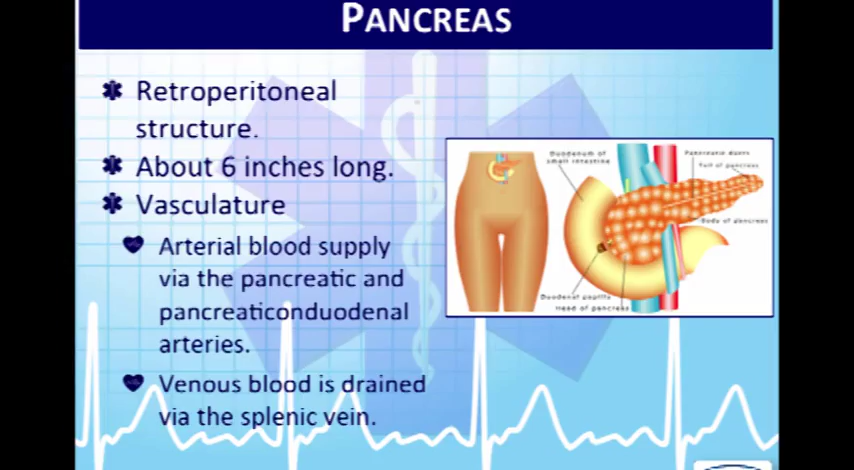 PANCREAS
Retroperitoneal
structure.
About 6 inches long.
Vasculature
Arterial blood supply
via the pancreatic and
pancreaticonduodenal
arteries.
Venous blood is drained
via the splenic vein.
Duodenum of
small intestine
Pancreatic ducts
Tail of pancreas
Body of pancreas
Duodenal papilla
Head of pancreas